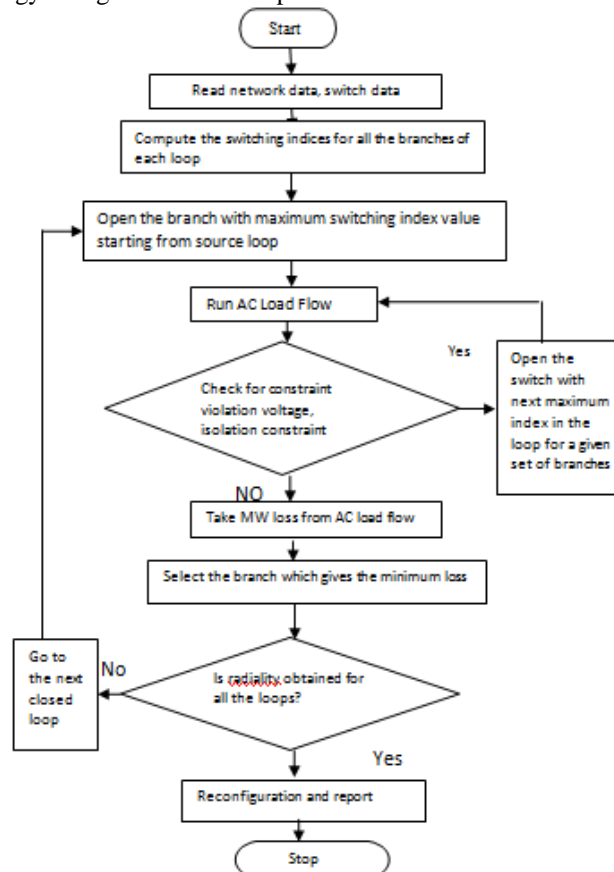 Start
Read network data, switch data
Compute the switching indices for all the branches of
each loop
Open the branch with maximum switching index value
starting from source loop
Run AC Load Flow
Yes
Open the
switch with
next maximum
index in the
loop for a given
set of branches
Check for constraint
violation voltage,
isolation constraint
NO
Take MW loss from AC load flow
Select the branch which gives the minimum loss
Go to
the next
closed
loop
No
Is radiality obtained for
all the loops?
Yes
Reconfiguration and report
Stop